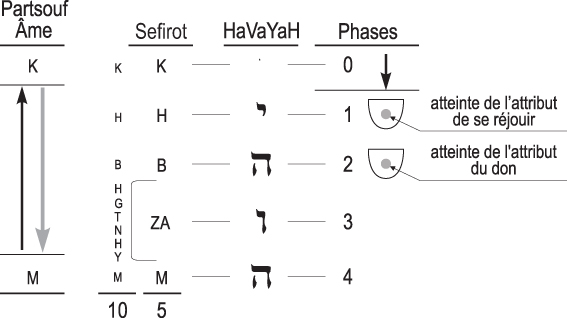 Partsouf
Âme
Sefirot HaVaYaH Phases
K K K · 0
H H י 1 atteinte de l'attribut
de se réjouir
B B ה 2 atteinte de l'attribut
du don
H
G
T
N
H
Y
ZA ו 3
M M M ה 4
10 5